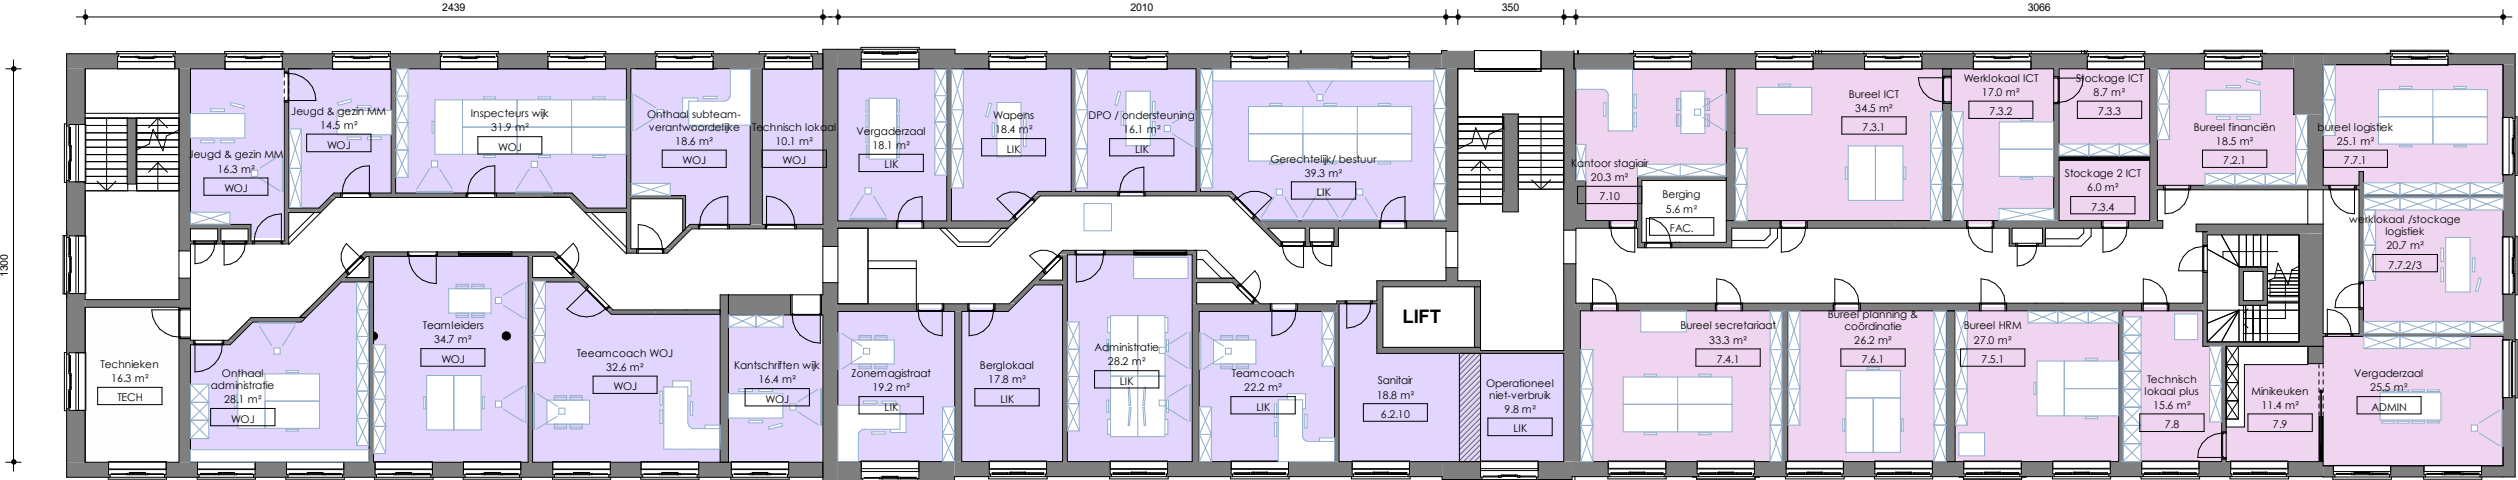 2439
2010
350
3066
1300
Jeugd & gezin MM
16.3 m²
WOJ
Jeugd & gezin MM
14.5 m²
WOJ
Inspecteurs wijk
31.9 m²
WOJ
Onthaal subteam-
verantwoordelijke
18.6 m²
WOJ
Technisch lokaal
10.1 m²
WOJ
Vergaderzaal
18.1 m²
LIK
Wapens
18.4 m²
LIK
DPO / ondersteuning
16.1 m²
LIK
Gerechtelijk/ bestuur
39.3 m²
LIK
Kantoor stagiair
20.3 m²
7.10
Berging
5.6 m²
FAC.
Bureel ICT
34.5 m²
7.3.1
Werklokaal ICT
17.0 m²
7.3.2
Stockage ICT
8.7 m²
7.3.3
Stockage 2 ICT
6.0 m²
7.3.4
Bureel financiën
18.5 m²
7.2.1
bureel logistiek
25.1 m²
7.7.1
werklokaal /stockage
logistiek
20.7 m²
7.7.2/3
Technieken
16.3 m²
TECH
Onthaal
administratie
28.1 m²
WOJ
Teamleiders
34.7 m²
WOJ
Teeamcoach WOJ
32.6 m²
WOJ
Kantschriften wijk
16.4 m²
WOJ
Zonemagistraat
19.2 m²
LIK
Berglokaal
17.8 m²
LIK
Administratie
28.2 m²
LIK
Teamcoach
22.2 m²
LIK
Sanitair
18.8 m²
6.2.10
LIFT
Operationeel
niet-verbruik
9.8 m²
LIK
Bureel secretariaat
33.3 m²
7.4.1
Bureel planning &
coördinatie
26.2 m²
7.6.1
Bureel HRM
27.0 m²
7.5.1
Technisch
lokaal plus
15.6 m²
7.8
Minikeuken
11.4 m²
7.9
Vergaderzaal
25.5 m²
ADMIN